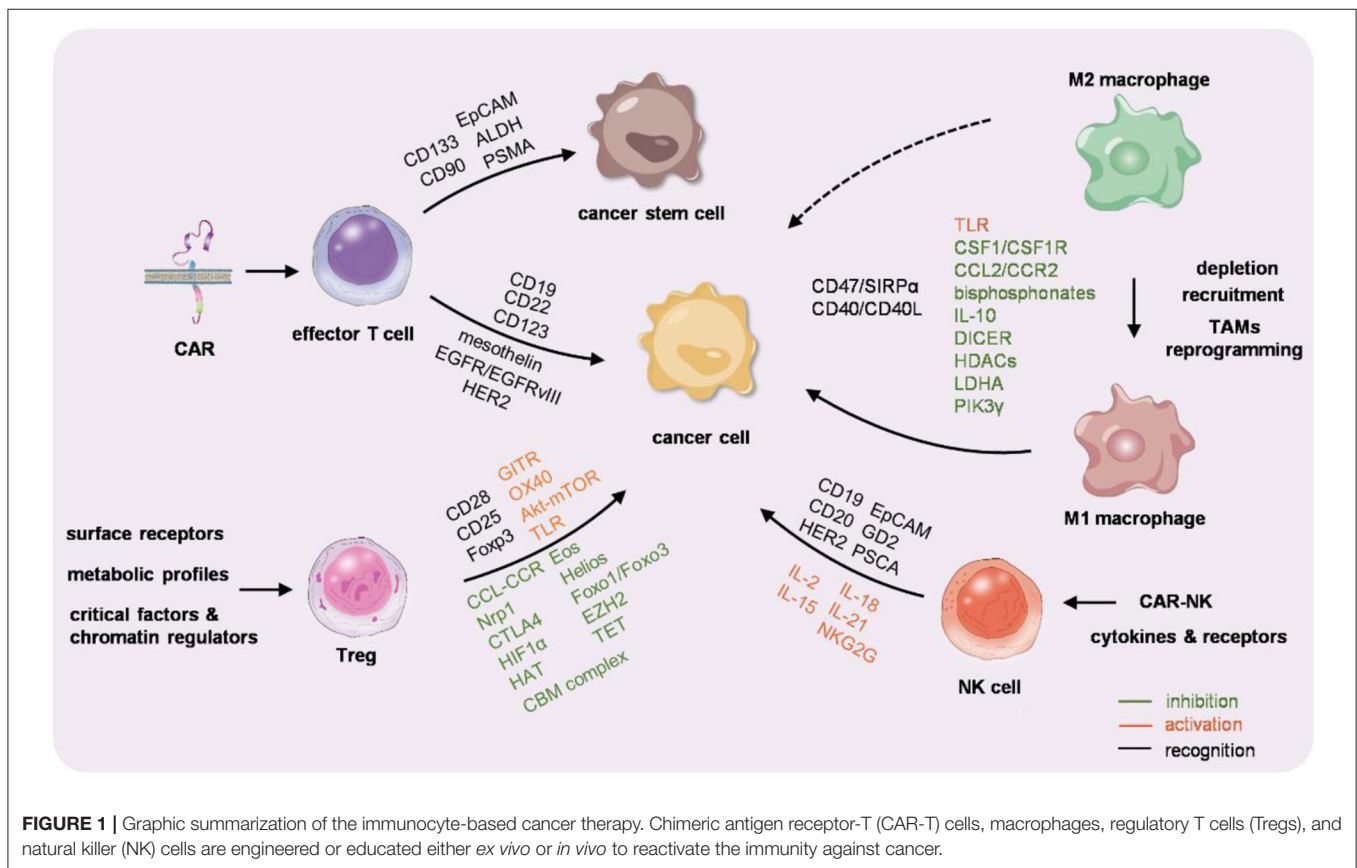 EpCAM
CD133 ALDH
CD90 PSMA
cancer stem cell
M2 macrophage
CAR
effector T cell
CD19
CD22
CD123
mesothelin
EGFR/EGFRvIII
HER2
cancer cell
CD47/SIRPα
CD40/CD40L
TLR
CSF1/CSF1R
CCL2/CCR2
bisphosphonates
IL-10
DICER
HDACs
LDHA
PIK3γ
depletion
recruitment
TAMs
reprogramming
M1 macrophage
surface receptors
metabolic profiles
critical factors &
chromatin regulators
Treg
CD28 GITR
CD25 OX40
Foxp3 Akt-mTOR
TLR
CCL-CCR Eos
Nrp1 Helios
CTLA4 Foxo1/Foxo3
HIF1α EZH2
HAT TET
CBM complex
CD19 EpCAM
CD20 GD2
HER2 PSCA
IL-2 IL-18
IL-15 IL-21
NKG2G
NK cell
CAR-NK
cytokines & receptors
inhibition
activation
recognition
FIGURE 1 | Graphic summarization of the immunocyte-based cancer therapy. Chimeric antigen receptor-T (CAR-T) cells, macrophages, regulatory T cells (Tregs), and
natural killer (NK) cells are engineered or educated either ex vivo or in vivo to reactivate the immunity against cancer.